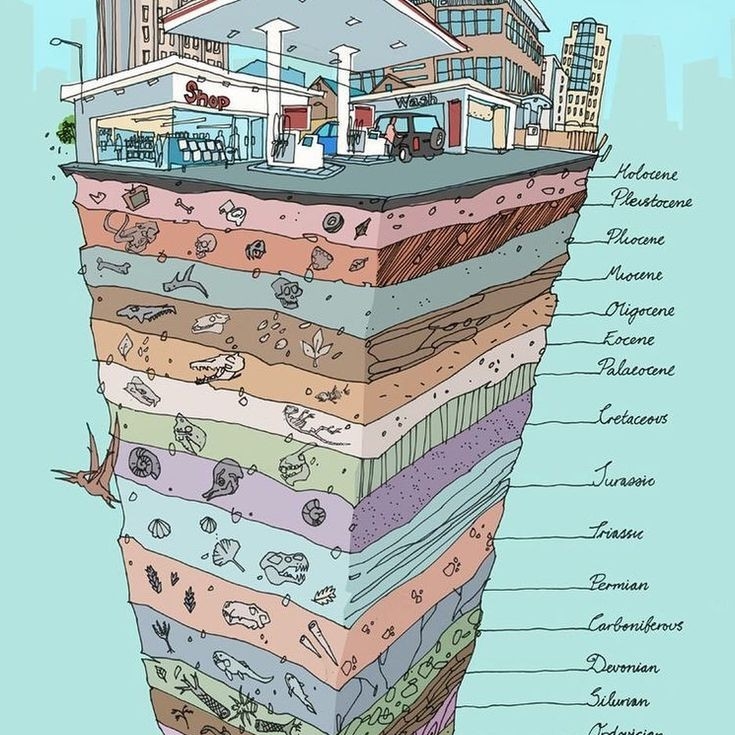 Shop
Wash
Holocene
Pleistocene
Pliocene
Miocene
Oligocene
Eocene
Palaeocene
Cretaceous
Jurassic
Triassic
Permian
Carboniferous
Devonian
Silurian
Ordovician